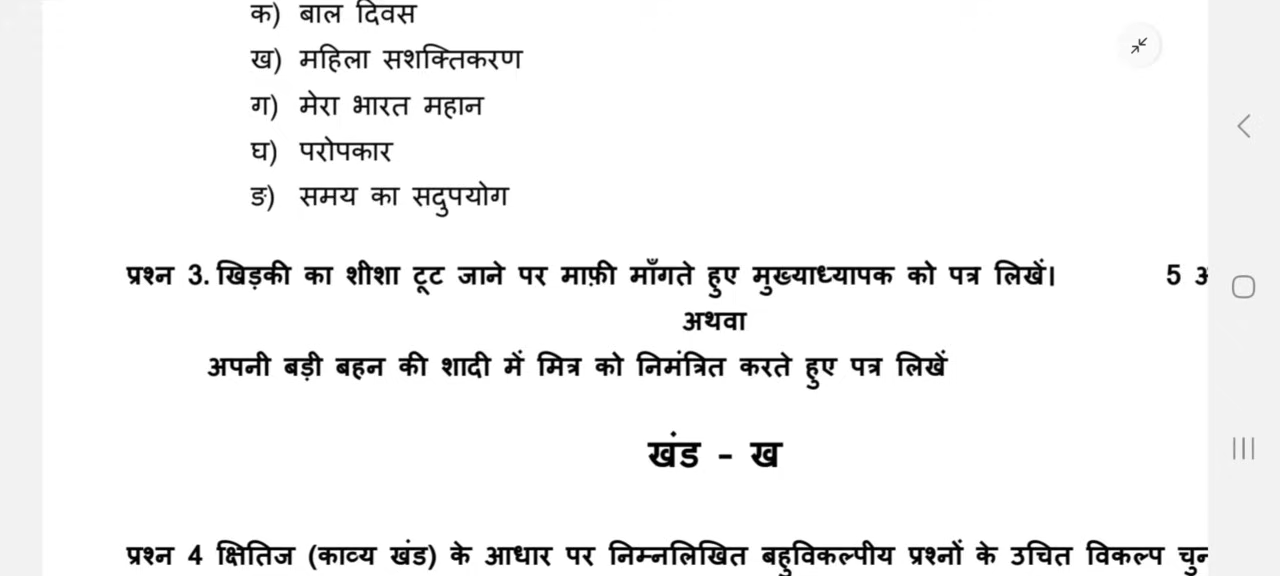 क) बाल दिवस
ख) महिला सशक्तिकरण
ग) मेरा भारत महान
घ) परोपकार
ङ) समय का सदुपयोग
प्रश्न 3. खिड़की का शीशा टूट जाने पर माफ़ी माँगते हुए मुख्याध्यापक को पत्र लिखें। 5
अथवा
अपनी बड़ी बहन की शादी में मित्र को निमंत्रित करते हुए पत्र लिखें
खंड - ख
प्रश्न 4 क्षितिज (काव्य खंड) के आधार पर निम्नलिखित बहुविकल्पीय प्रश्नों के उचित विकल्प